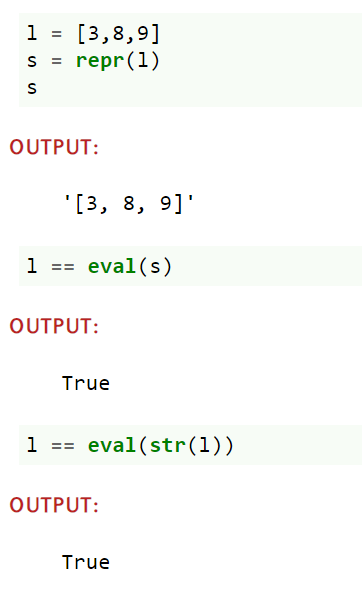 l = [3,8,9]
s = repr(l)
s
OUTPUT:
'[3, 8, 9]'
l == eval(s)
OUTPUT:
True
l == eval(str(l))
OUTPUT:
True